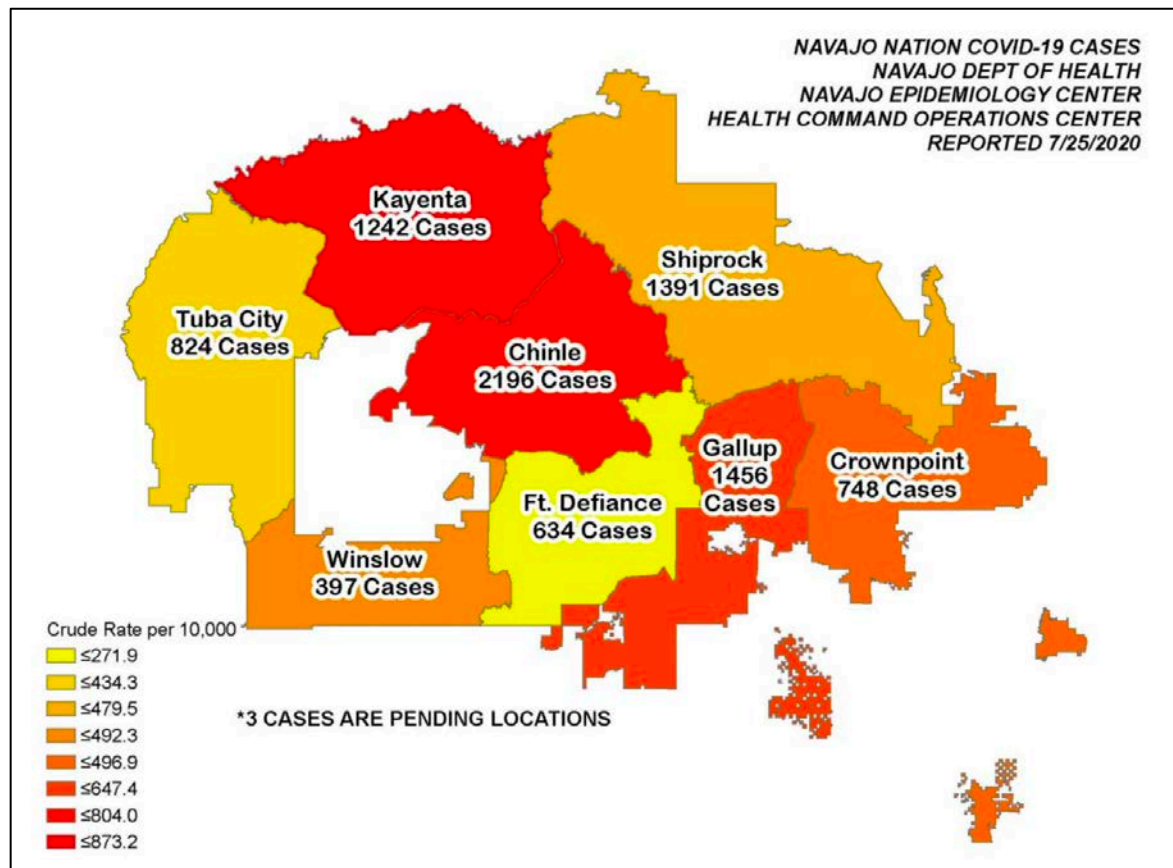 NAVAJO NATION COVID-19 CASES
NAVAJO DEPT OF HEALTH
NAVAJO EPIDEMIOLOGY CENTER
HEALTH COMMAND OPERATIONS CENTER
REPORTED 7/25/2020
Kayenta
1242 Cases
Shiprock
1391 Cases
Tuba City
824 Cases
Chinle
2196 Cases
Gallup
1456
Cases
Crownpoint
748 Cases
Ft. Defiance
634 Cases
Winslow
397 Cases
Crude Rate per 10,000
≤271.9
≤434.3
≤479.5
≤492.3
≤496.9
≤647.4
≤804.0
≤873.2
*3 CASES ARE PENDING LOCATIONS